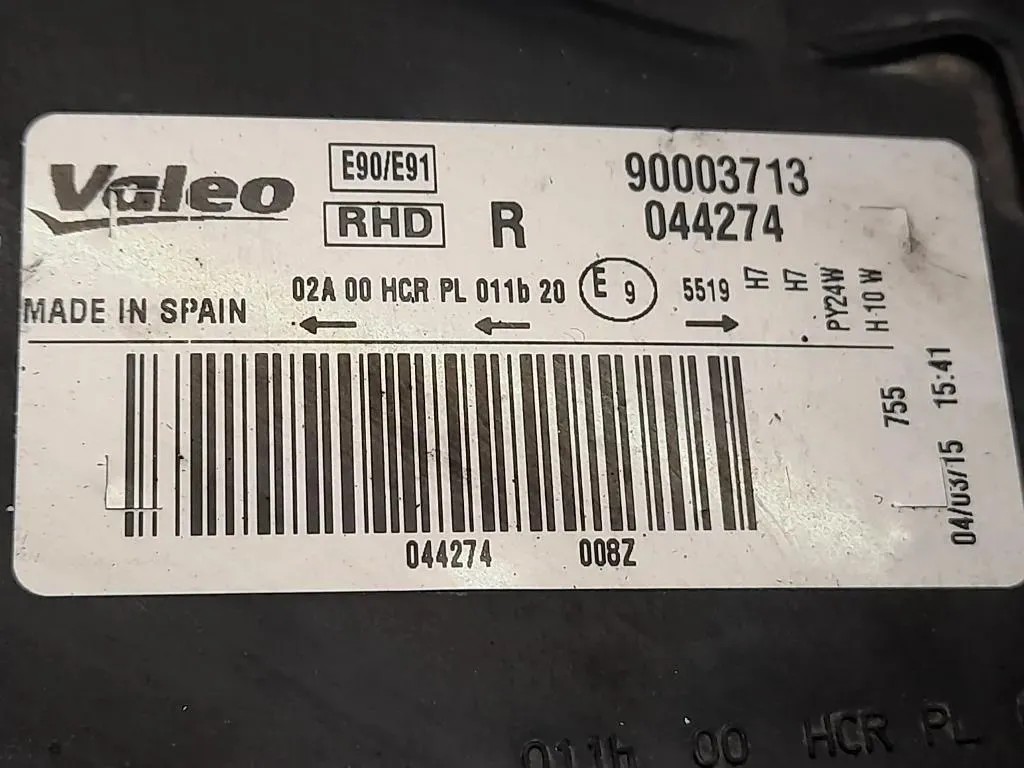 Valeo
E90/E91
RHD
R
90003713
044274
MADE IN SPAIN
02A 00 HCR PL 011b 20
E 9
5519
H7
H7
PY24W
H 10 W
755
04/03/15 15:41
044274 008Z
011b 00 HCR PL